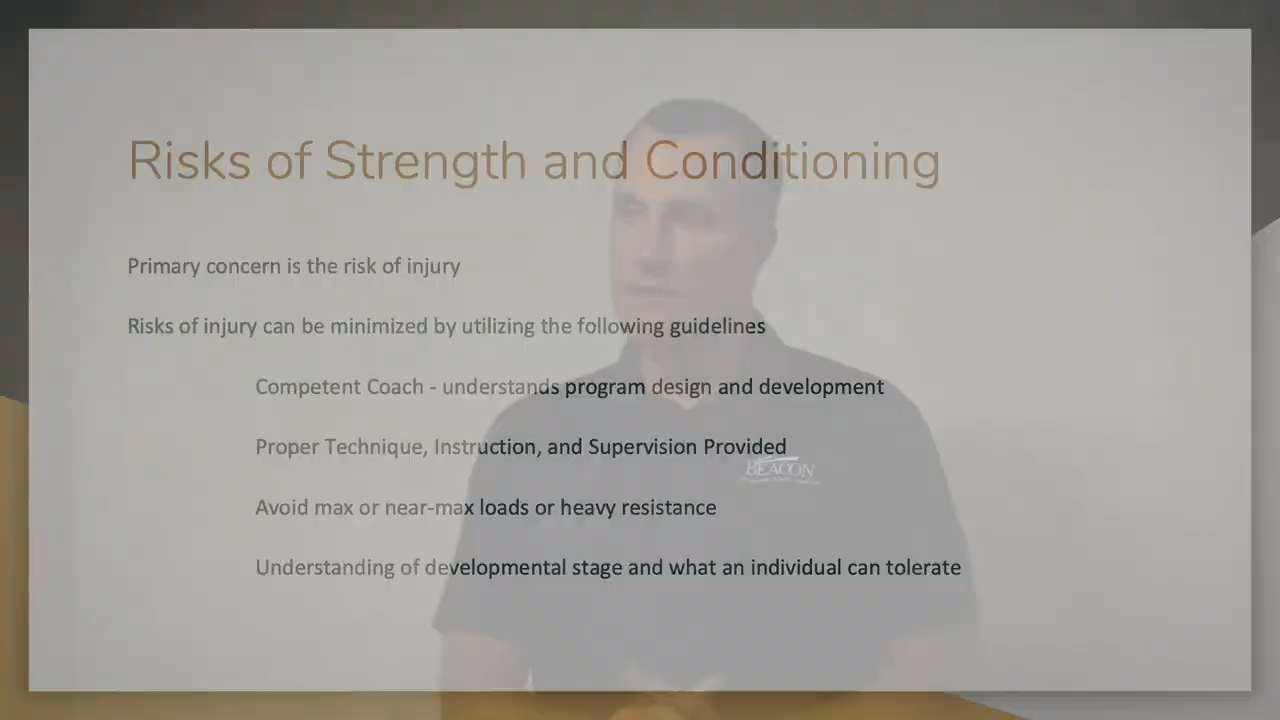 Risks of Strength and Conditioning
Primary concern is the risk of injury
Risks of injury can be minimized by utilizing the following guidelines
Competent Coach - understands program design and development
Proper Technique, Instruction, and Supervision Provided
BEACON
Avoid max or near-max loads or heavy resistance
Understanding of developmental stage and what an individual can tolerate